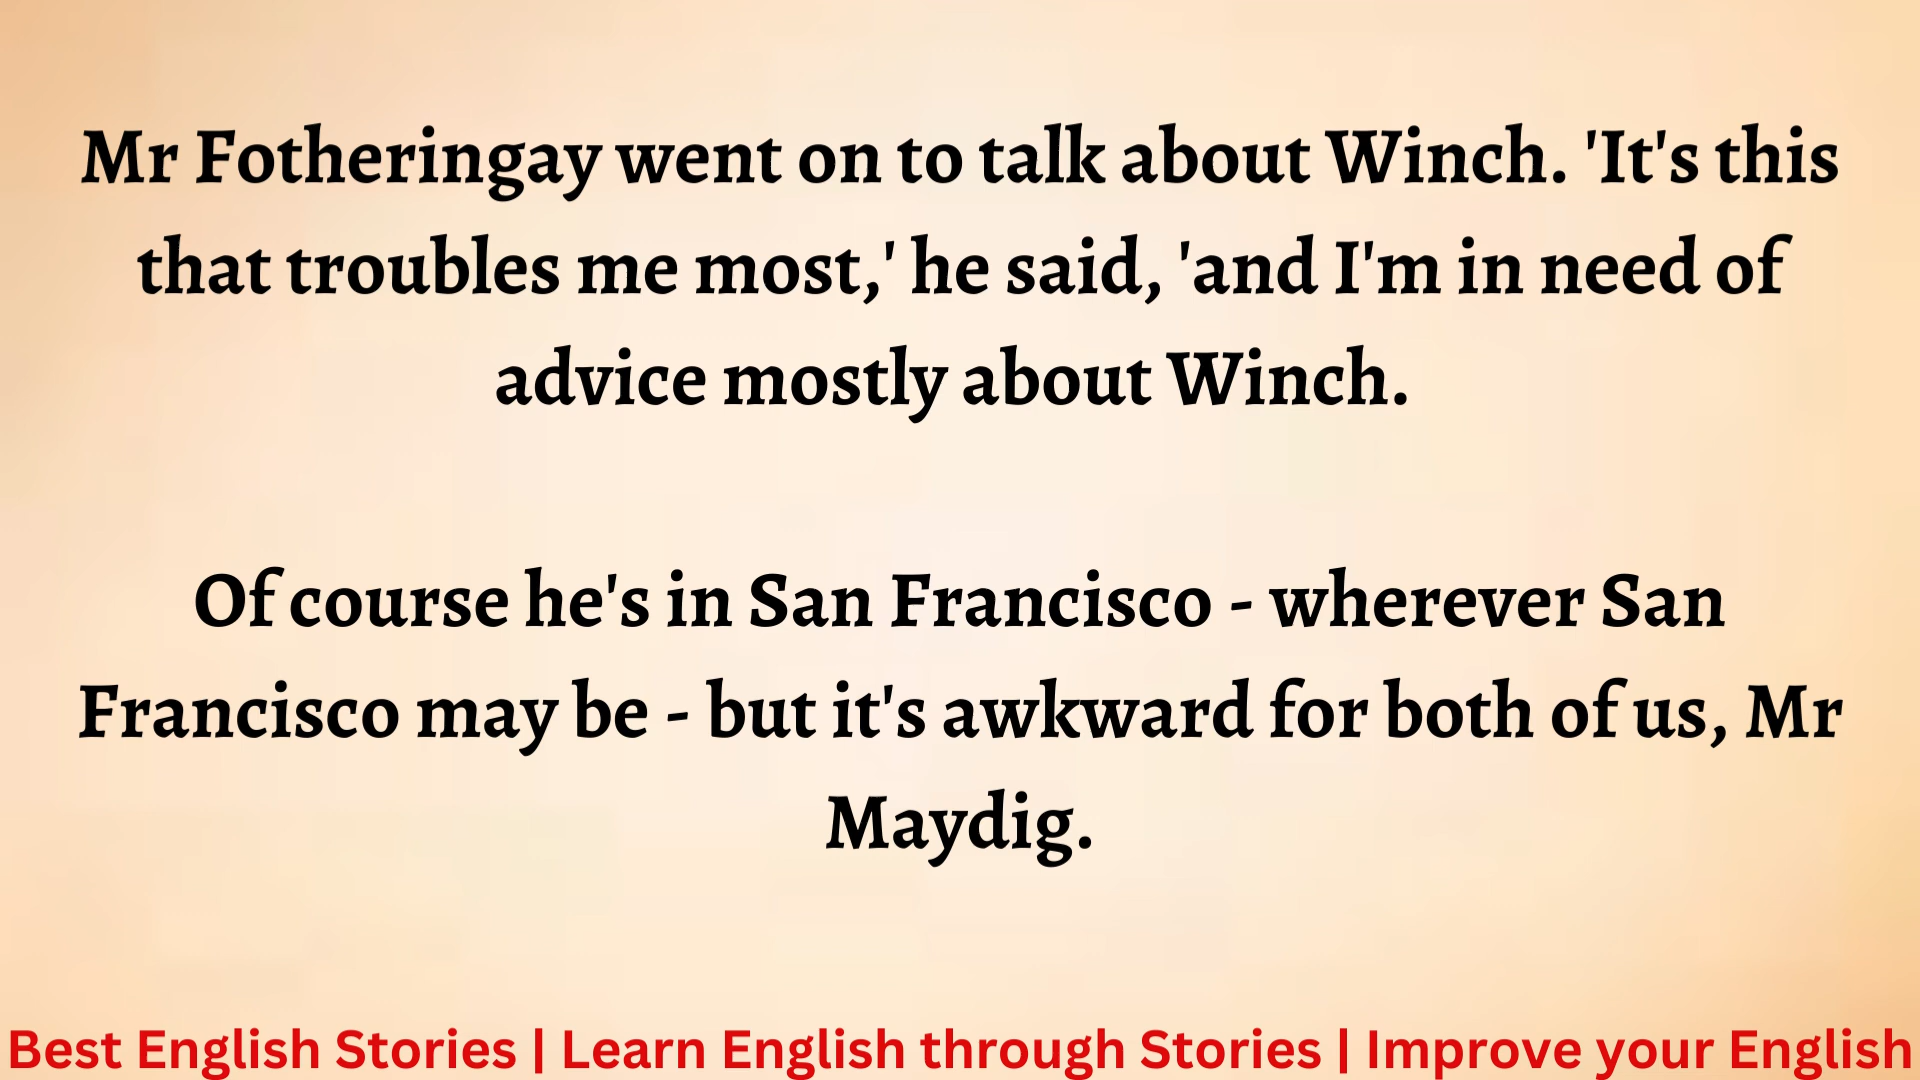 Mr Fotheringay went on to talk about Winch. 'It's this
that troubles me most,' he said, 'and I'm in need of
advice mostly about Winch.
Of course he's in San Francisco - wherever San
Francisco may be - but it's awkward for both of us, Mr
Maydig.
Best English Stories | Learn English through Stories | Improve your English